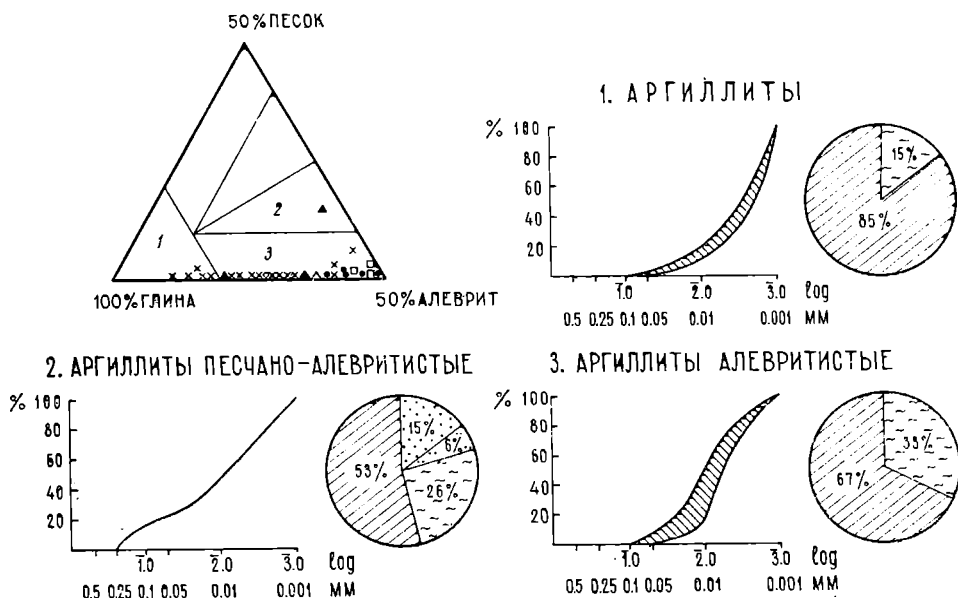 50% ПЕСОК
1
2
3
100% ГЛИНА
50% АЛЕВРИТ
1. АРГИЛЛИТЫ
% 100
80
60
40
20
1.0 2.0 3.0 log
0.5 0.25 0.1 0.05 0.01 0.001 ММ
15%
85%
2. АРГИЛЛИТЫ ПЕСЧАНО-АЛЕВРИТИСТЫЕ
% 100
80
60
40
20
1.0 2.0 3.0 log
0.5 0.25 0.1 0.05 0.01 0.001 ММ
15%
6%
53%
26%
3. АРГИЛЛИТЫ АЛЕВРИТИСТЫЕ
% 100
80
60
40
20
1.0 2.0 3.0 log
0.5 0.25 0.1 0.05 0.01 0.001 ММ
33%
67%